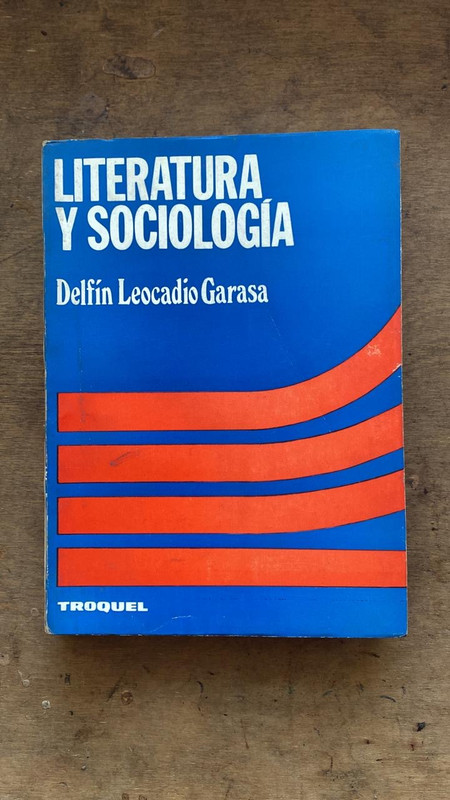 LITERATURA
Y SOCIOLOGÍA
Delfín Leocadio Garasa
TROQUEL